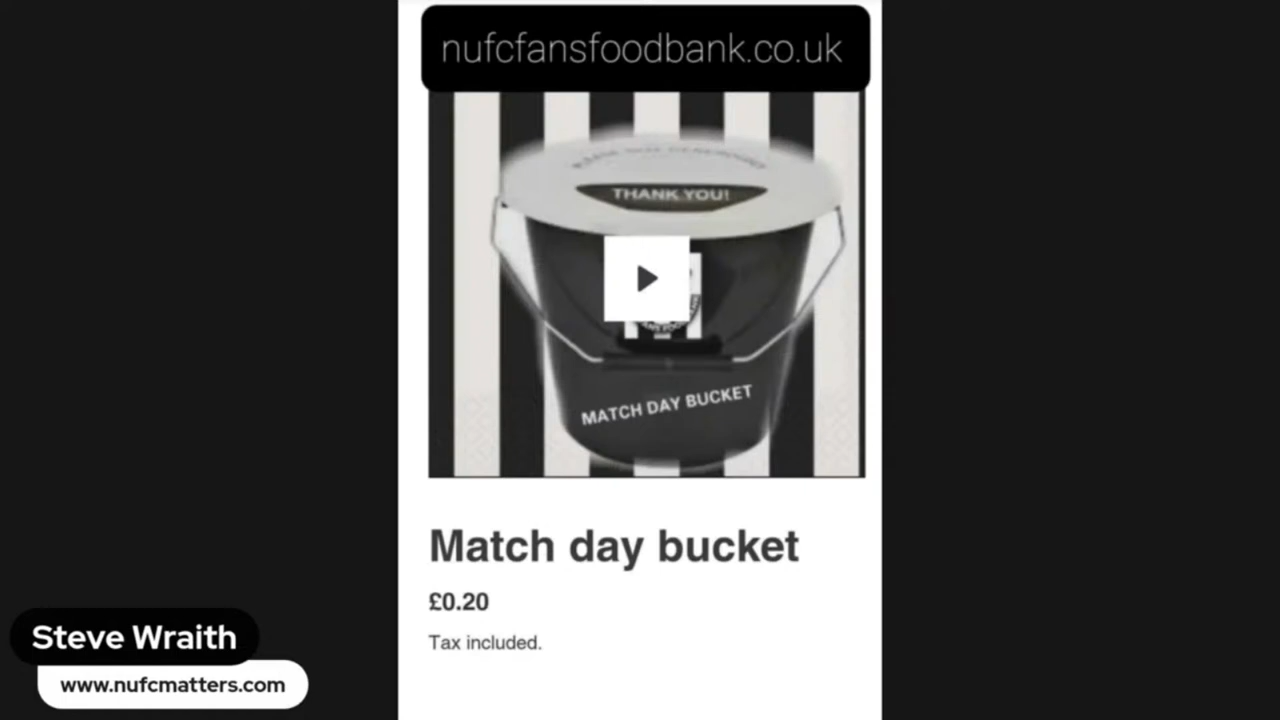 nufcfansfoodbank.co.uk
THANK YOU!
MATCH DAY BUCKET
Match day bucket
£0.20
Tax included.
Steve Wraith
www.nufcmatters.com